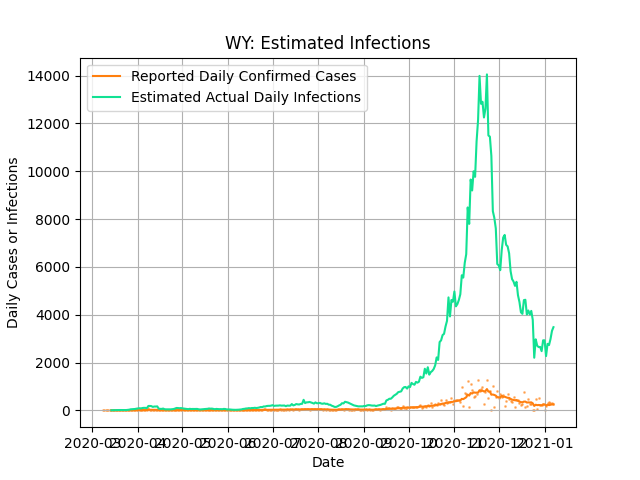 WY: Estimated Infections
Reported Daily Confirmed Cases
Estimated Actual Daily Infections
Daily Cases or Infections
14000
12000
10000
8000
6000
4000
2000
0
2020-03 2020-04 2020-05 2020-06 2020-07 2020-08 2020-09 2020-10 2020-11 2020-12 2021-01
Date